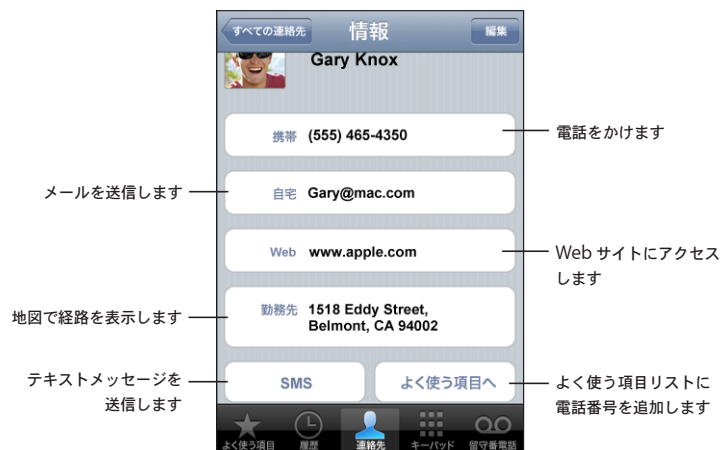 すべての連絡先
情報
編集
Gary Knox
携帯 (555) 465-4350
電話をかけます
メールを送信します
自宅 Gary@mac.com
Web www.apple.com
Web サイトにアクセス
します
地図で経路を表示します
勤務先 1518 Eddy Street,
Belmont, CA 94002
テキストメッセージを
送信します
SMS
よく使う項目へ
よく使う項目リストに
電話番号を追加します
よく使う項目
履歴
連絡先
キーパッド
留守番電話